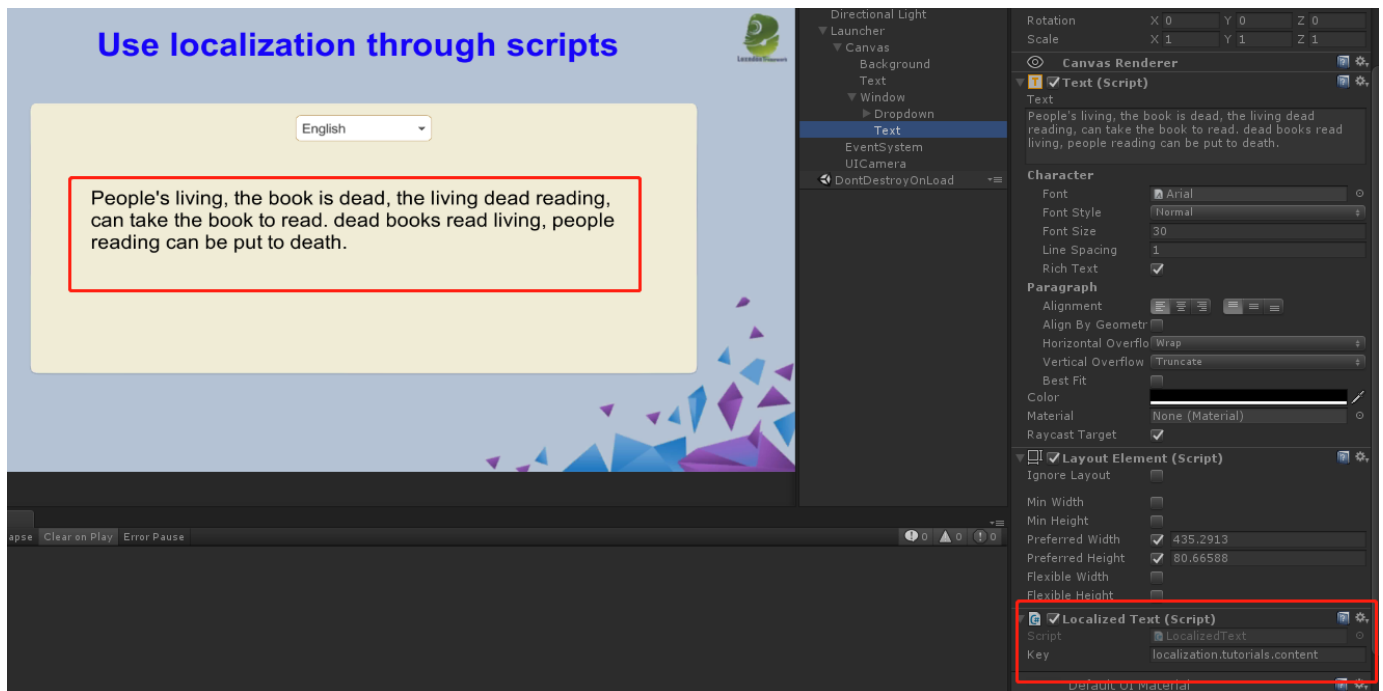 Use localization through scripts
English
People's living, the book is dead, the living dead reading,
can take the book to read. dead books read living, people
reading can be put to death.
apse Clear on Play Error Pause
0 0 0
Directional Light
Launcher
Canvas
Background
Text
Window
Dropdown
Text
EventSystem
UICamera
DontDestroyOnLoad
Rotation X 0 Y 0 Z 0
Scale X 1 Y 1 Z 1
Canvas Renderer
Text (Script)
Text
People's living, the book is dead, the living dead
reading, can take the book to read. dead books read
living, people reading can be put to death.
Character
Font Arial
Font Style Normal
Font Size 30
Line Spacing 1
Rich Text
Paragraph
Alignment
Align By Geometr
Horizontal Overflo Wrap
Vertical Overflow Truncate
Best Fit
Color
Material None (Material)
Raycast Target
Layout Element (Script)
Ignore Layout
Min Width
Min Height
Preferred Width 435.2913
Preferred Height 80.66588
Flexible Width
Flexible Height
Localized Text (Script)
Script LocalizedText
Key localization.tutorials.content
Default UI Material